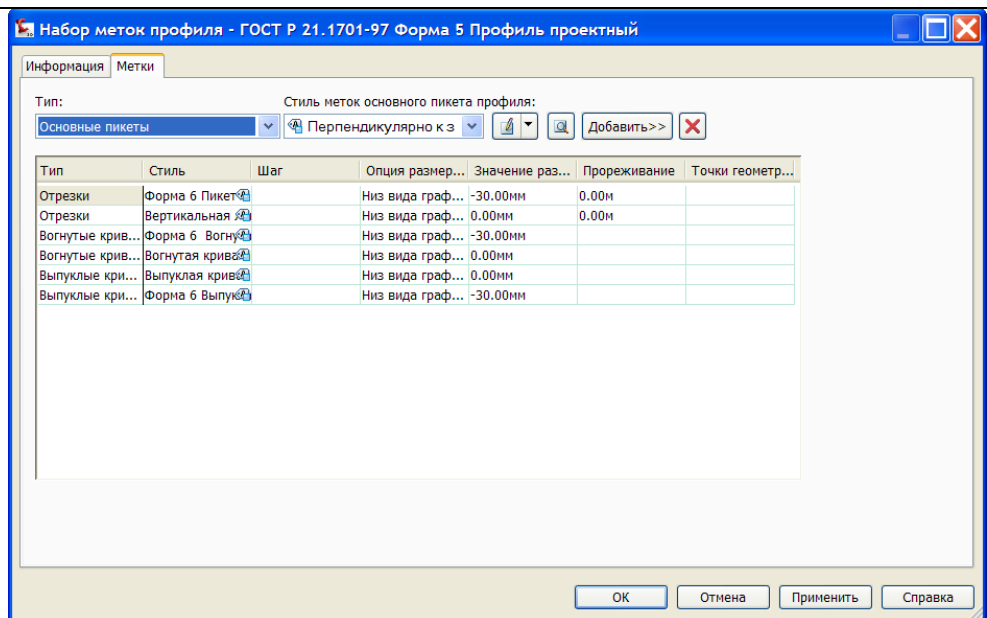 Набор меток профиля - ГОСТ Р 21.1701-97 Форма 5 Профиль проектный
Информация Метки
Тип: Стиль меток основного пикета профиля:
Основные пикеты Перпендикулярно к з Добавить>>
Тип Стиль Шаг Опция размер... Значение раз... Прореживание Точки геометр...
Отрезки Форма 6 Пикет Низ вида граф... -30.00мм 0.00м
Отрезки Вертикальная Низ вида граф... 0.00мм 0.00м
Вогнутые крив... Форма 6 Вогну Низ вида граф... -30.00мм
Вогнутые крив... Вогнутая крива Низ вида граф... 0.00мм
Выпуклые кри... Выпуклая крив Низ вида граф... 0.00мм
Выпуклые кри... Форма 6 Выпук Низ вида граф... -30.00мм
ОК Отмена Применить Справка